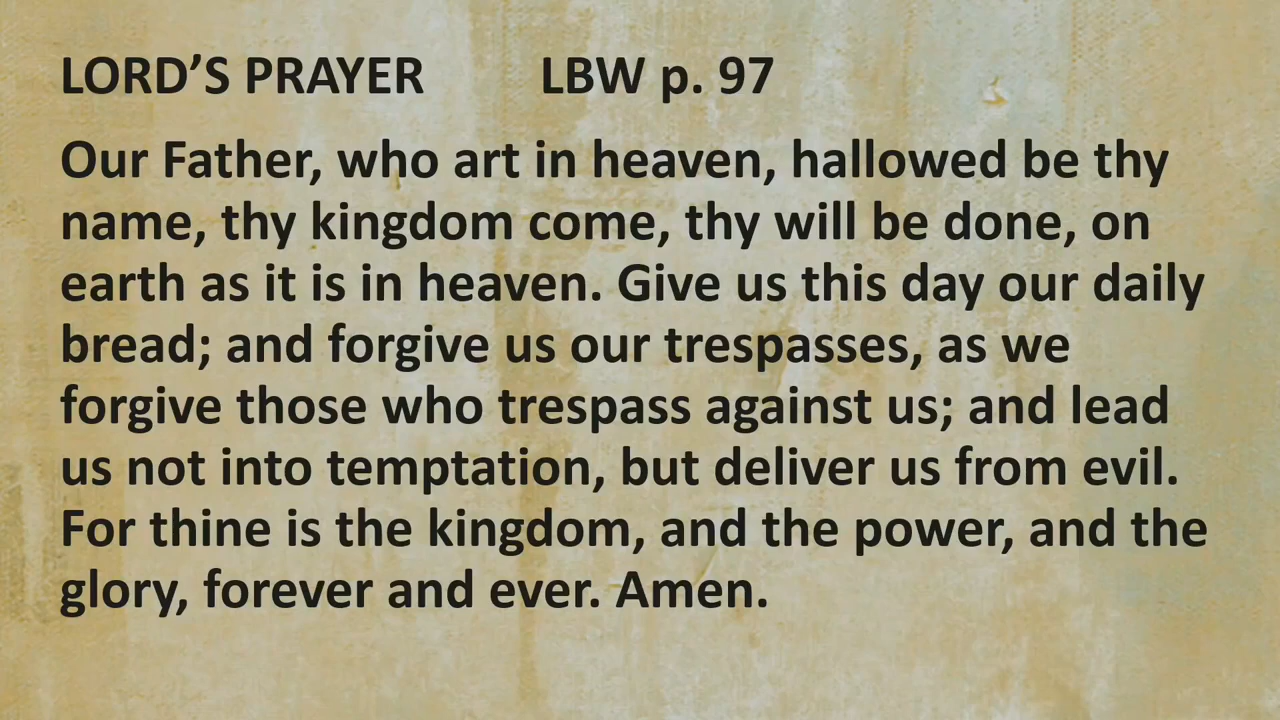 LORD’S PRAYER LBW p. 97
Our Father, who art in heaven, hallowed be thy
name, thy kingdom come, thy will be done, on
earth as it is in heaven. Give us this day our daily
bread; and forgive us our trespasses, as we
forgive those who trespass against us; and lead
us not into temptation, but deliver us from evil.
For thine is the kingdom, and the power, and the
glory, forever and ever. Amen.